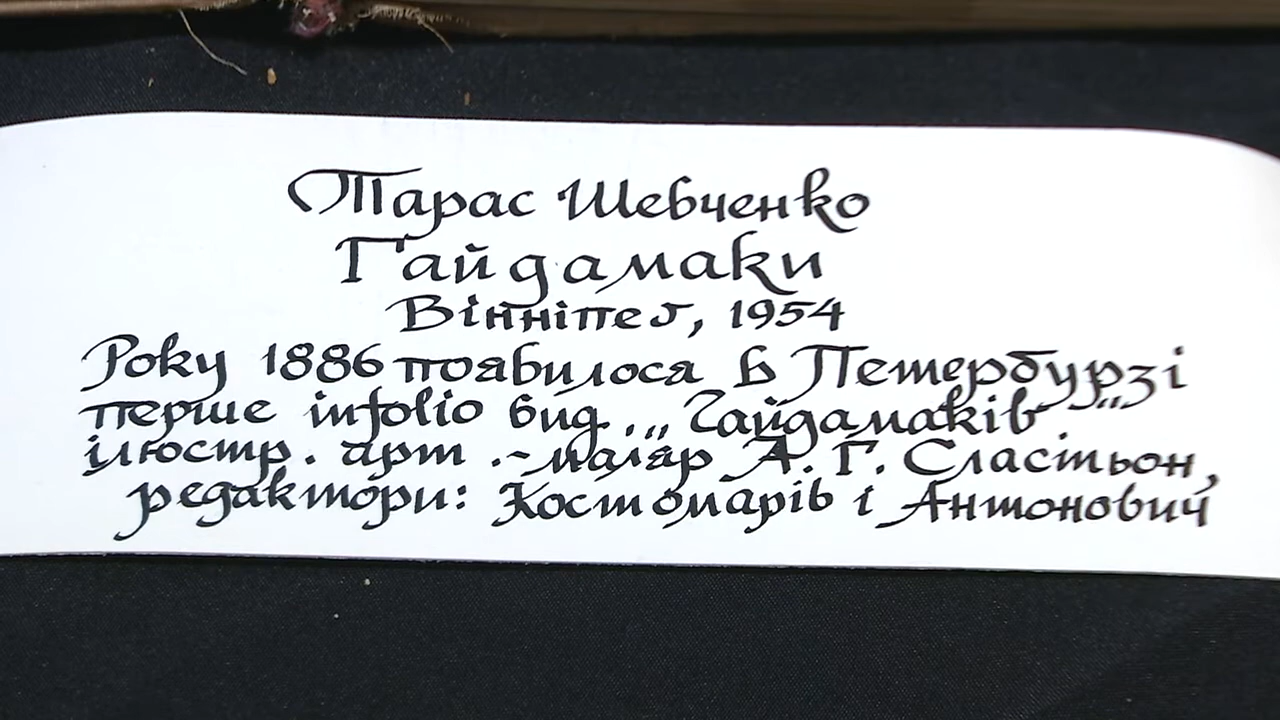 Тарас Шевченко
Гайдамаки
Вінніпеґ, 1954
Року 1886 появилося в Петербурзі
перше infolio вид. „Гайдамаків”
ілюстр. арт.-маляр А. Г. Сластьон,
редактори: Костомарів і Антонович